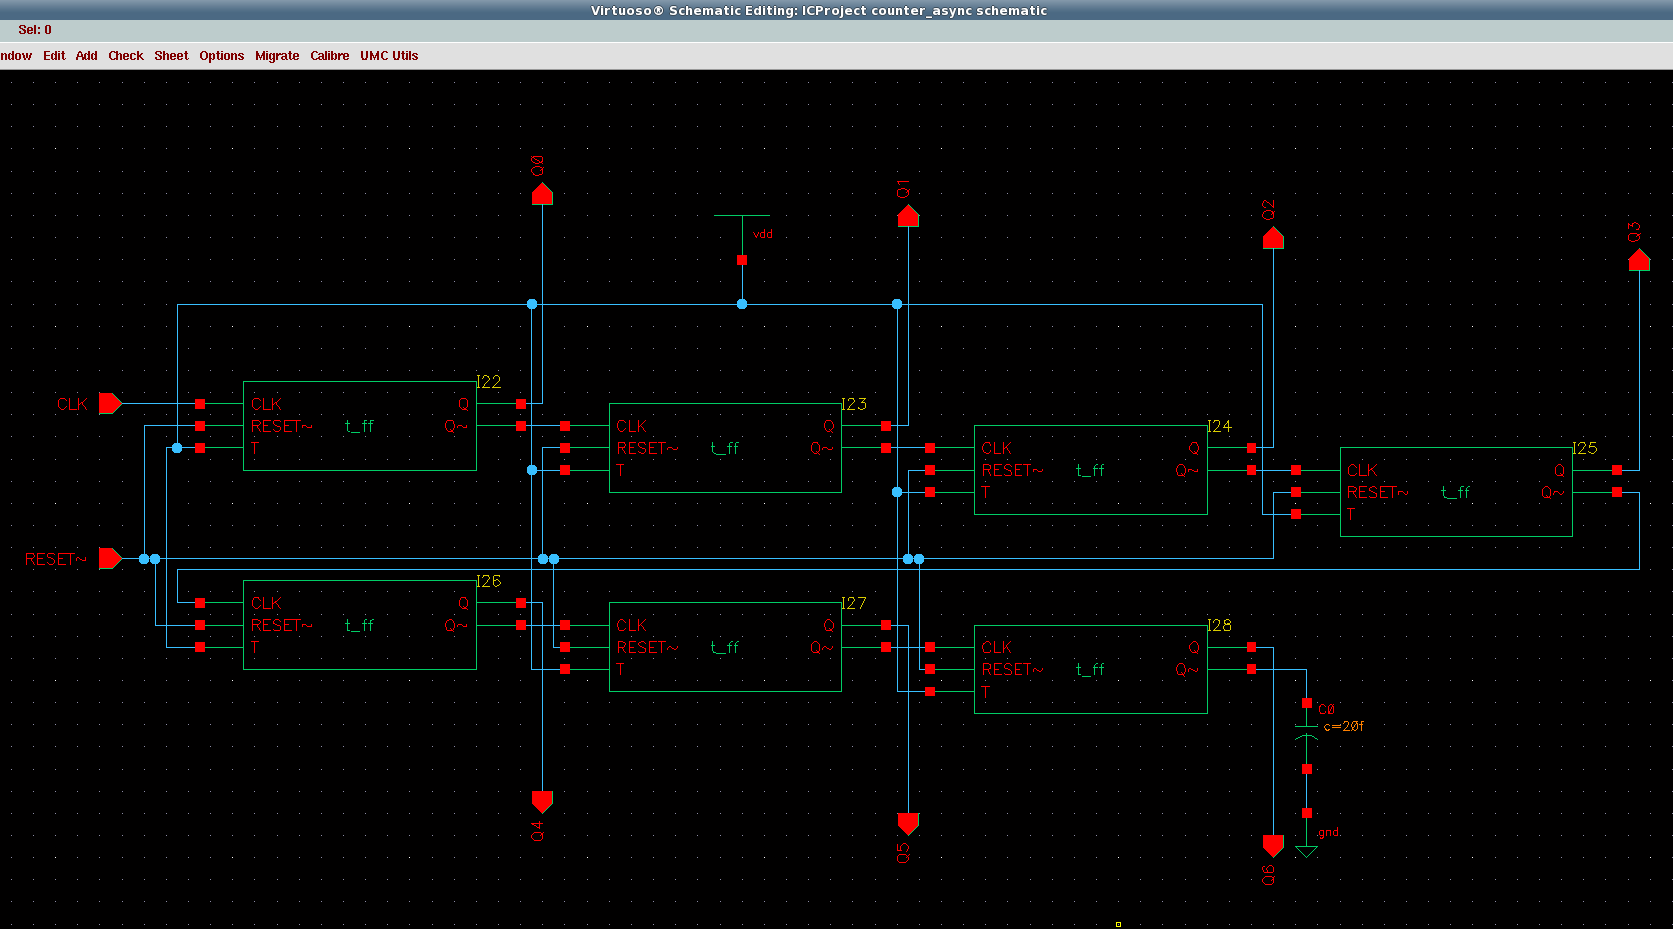 Virtuoso® Schematic Editing: ICProject counter_async schematic
Sel: 0
ndow Edit Add Check Sheet Options Migrate Calibre UMC Utils
Q0
Q1
Q2
Q3
vdd
CLK
RESET~
I22
CLK
RESET~
T
t_ff
Q
Q~
I23
CLK
RESET~
T
t_ff
Q
Q~
I24
CLK
RESET~
T
t_ff
Q
Q~
I25
CLK
RESET~
T
t_ff
Q
Q~
I26
CLK
RESET~
T
t_ff
Q
Q~
I27
CLK
RESET~
T
t_ff
Q
Q~
I28
CLK
RESET~
T
t_ff
Q
Q~
C0
c=20f
gnd
Q4
Q5
Q6